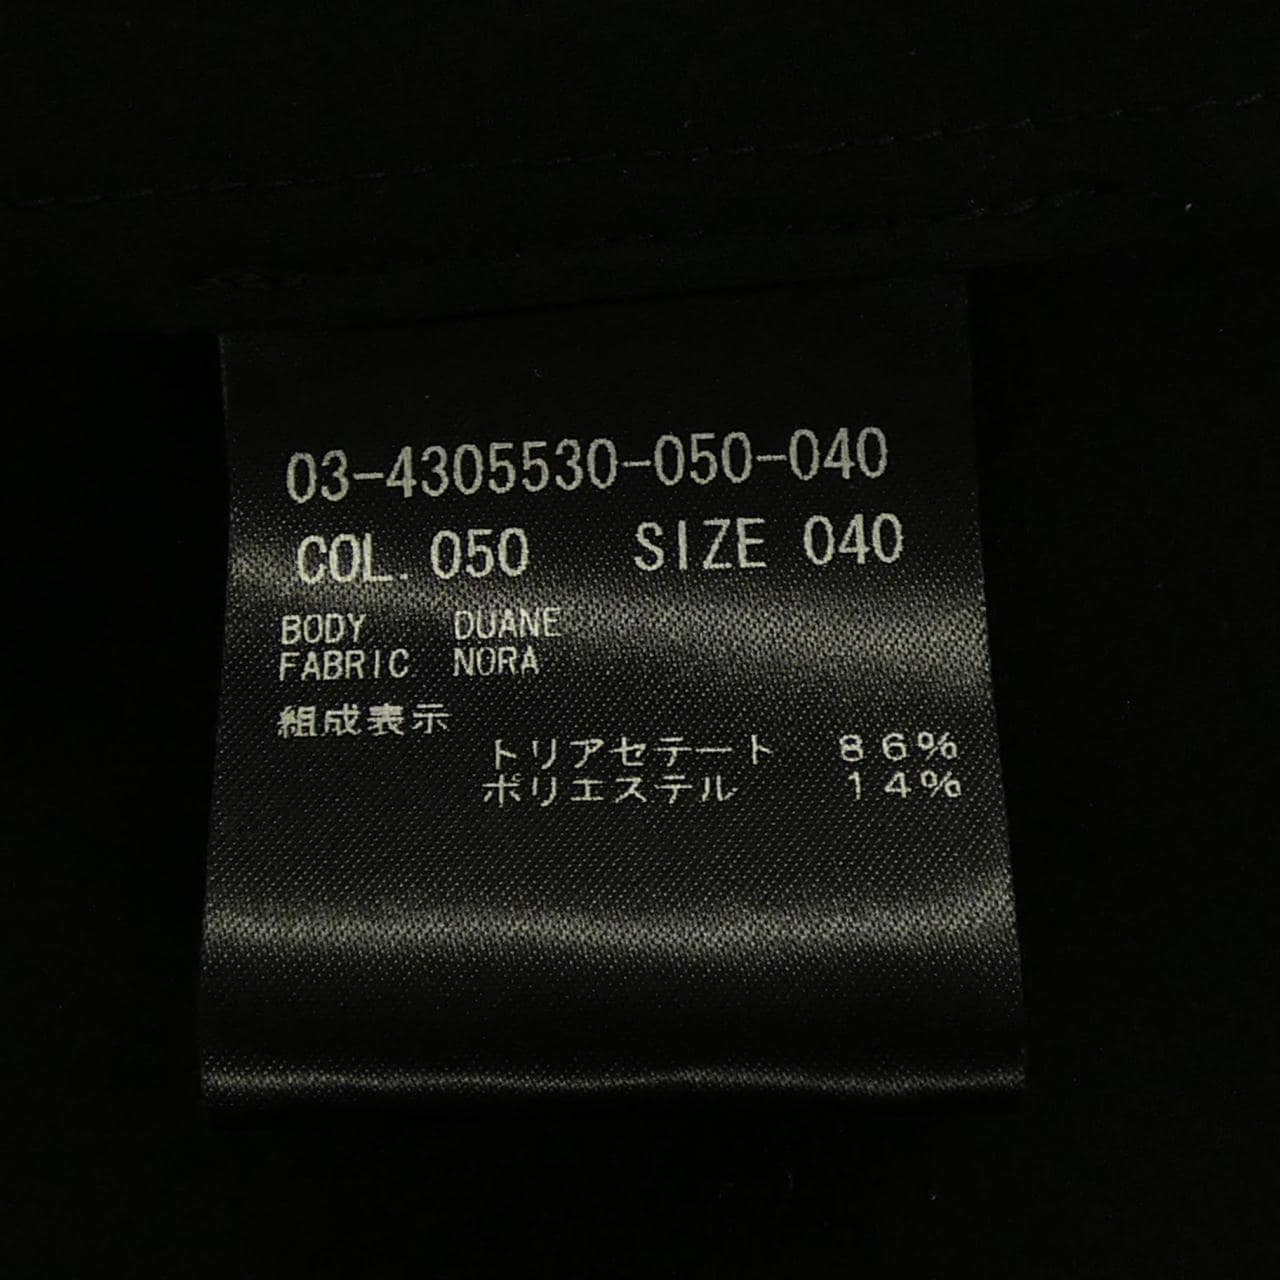 03-4305530-050-040
COL. 050 SIZE 040
BODY DUANE
FABRIC NORA
組成表示
トリアセテート 86%
ポリエステル 14%